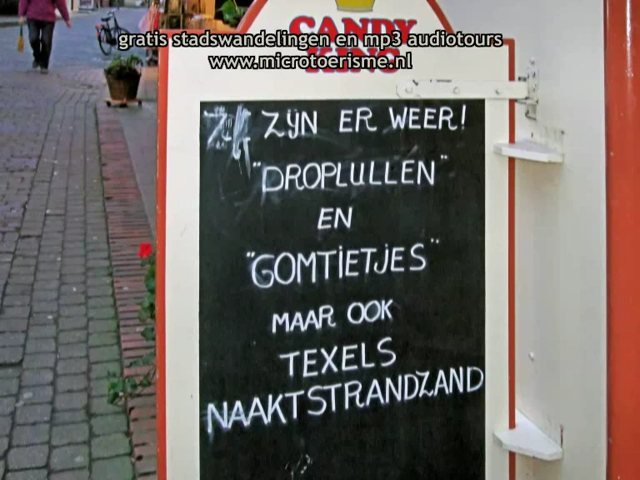 CANDY
KING
gratis stadswandelingen en mp3 audiotours
www.microtoerisme.nl
ZIJN ER WEER!
"DROPLULLEN"
EN
"GOMTIETJES"
MAAR OOK
TEXELS
NAAKTSTRANDZAND